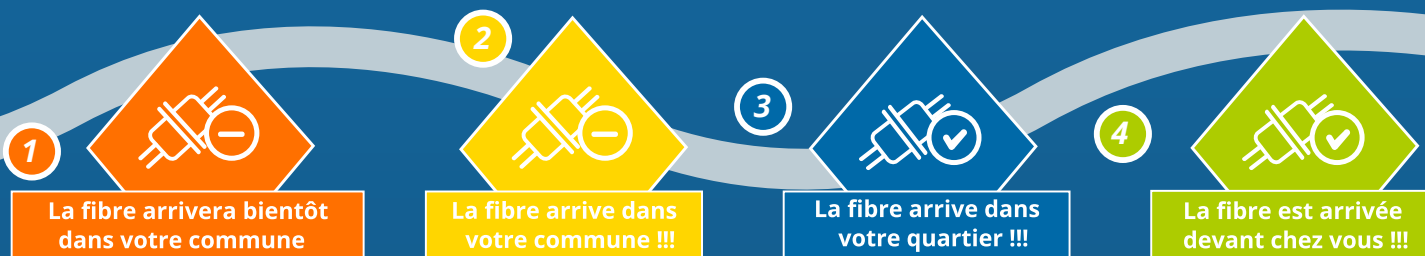 1
La fibre arrivera bientôt
dans votre commune
2
La fibre arrive dans
votre commune !!!
3
La fibre arrive dans
votre quartier !!!
4
La fibre est arrivée
devant chez vous !!!